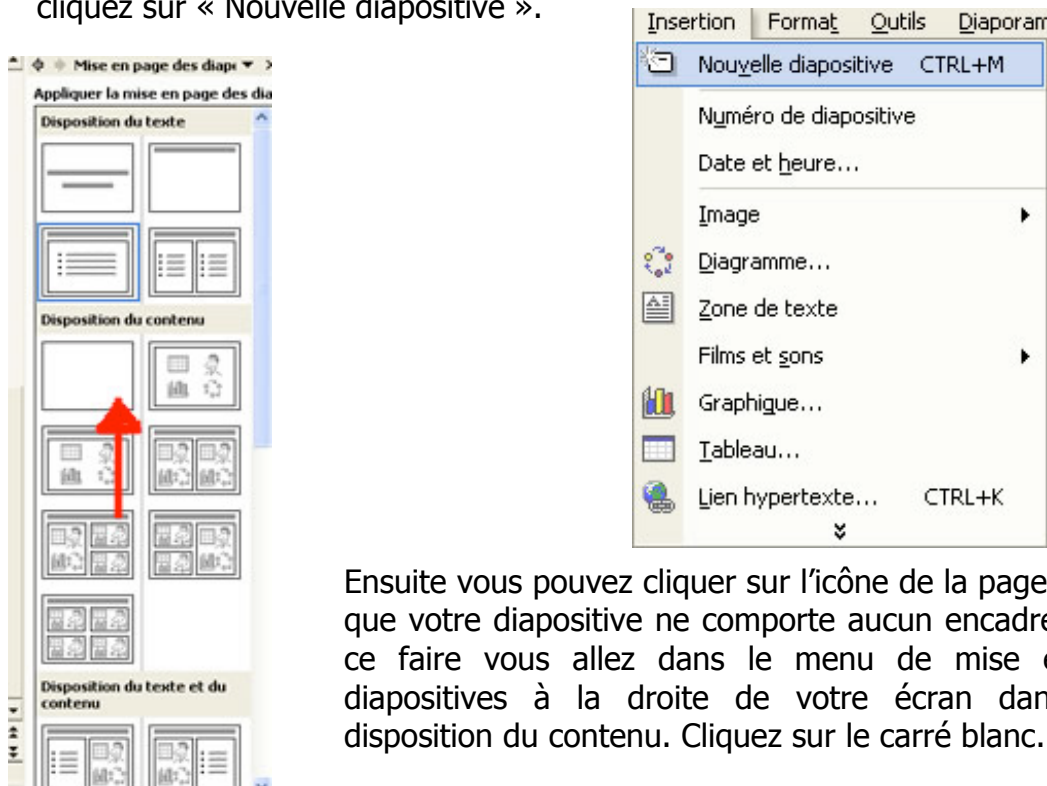 cliquez sur « Nouvelle diapositive ».
Mise en page des diap
Appliquer la mise en page des dia
Disposition du texte
Disposition du contenu
Disposition du texte et du
contenu
Insertion Format Outils Diaporam
Nouvelle diapositive CTRL+M
Numéro de diapositive
Date et heure...
Image
Diagramme...
Zone de texte
Films et sons
Graphique...
Tableau...
Lien hypertexte... CTRL+K
Ensuite vous pouvez cliquer sur l’icône de la page
que votre diapositive ne comporte aucun encadre
ce faire vous allez dans le menu de mise e
diapositives à la droite de votre écran dan
disposition du contenu. Cliquez sur le carré blanc.